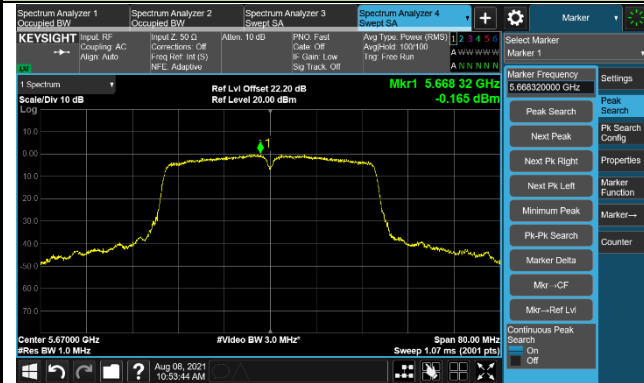 Spectrum Analyzer 1
Occupied BW
Spectrum Analyzer 2
Occupied BW
Spectrum Analyzer 3
Swept SA
Spectrum Analyzer 4
Swept SA
Marker
KEYSIGHT
Input: RF
Coupling: AC
Align: Auto
Input Z: 50 Ω
Corrections: Off
Freq Ref: Int (S)
NFE: Adaptive
Atten: 10 dB
PNO: Fast
Gate: Off
IF Gain: Low
Sig Track: Off
Avg Type: Power (RMS)
Avg|Hold: 100/100
Trig: Free Run
1 2 3 4 5 6
A W W W W W
A N N N N N
LXI
Select Marker
Marker 1
1 Spectrum
Scale/Div 10 dB
Log
Ref Lvl Offset 22.20 dB
Ref Level 20.00 dBm
Mkr1 5.668 32 GHz
-0.165 dBm
10.0
0.00
10.0
20.0
30.0
40.0
50.0
60.0
70.0
1
Center 5.67000 GHz
#Res BW 1.0 MHz
#Video BW 3.0 MHz*
Span 80.00 MHz
Sweep 1.07 ms (2001 pts)
Marker Frequency
5.668320000 GHz
Peak Search
Next Peak
Next Pk Right
Next Pk Left
Minimum Peak
Pk-Pk Search
Marker Delta
Mkr→CF
Mkr→Ref Lvl
Continuous Peak
Search
On
Off
Settings
Peak
Search
Pk Search
Config
Properties
Marker
Function
Marker→
Counter
Aug 08, 2021
10:53:44 AM